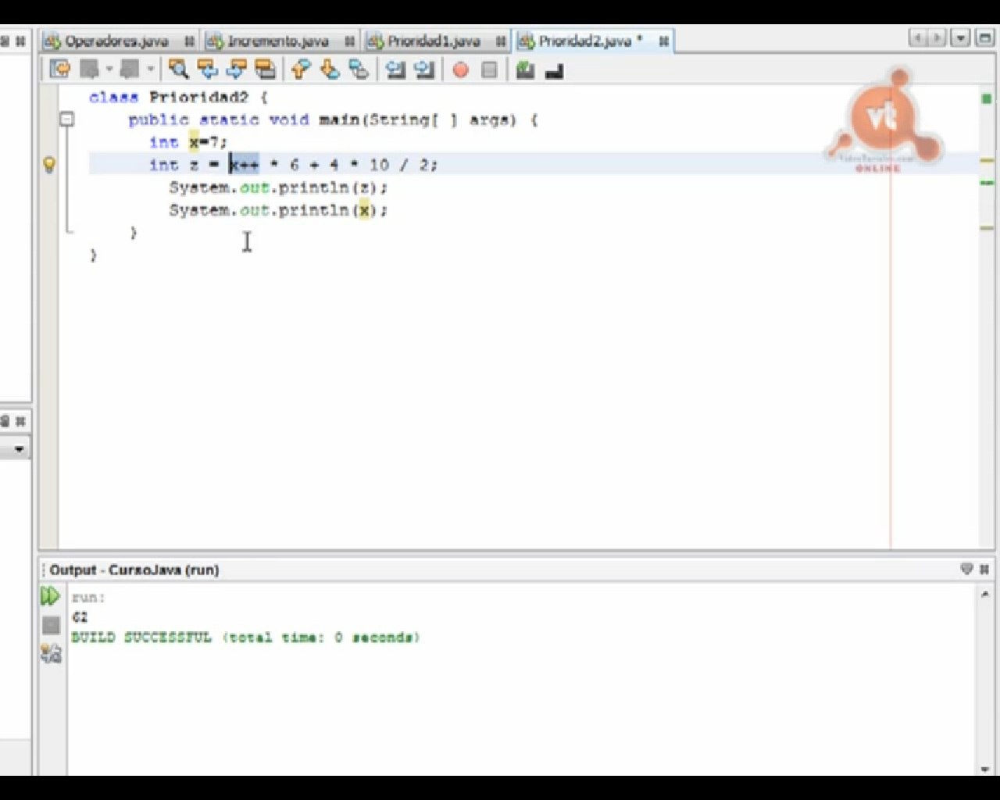 Operadores.java
Incremento.java
Prioridad1.java
Prioridad2.java *
class Prioridad2 {
public static void main(String[ ] args) {
int x=7;
int z = x++ * 6 + 4 * 10 / 2;
System.out.println(z);
System.out.println(x);
}
}
vt
ONLINE
Output - CursoJava (run)
run:
62
BUILD SUCCESSFUL (total time: 0 seconds)